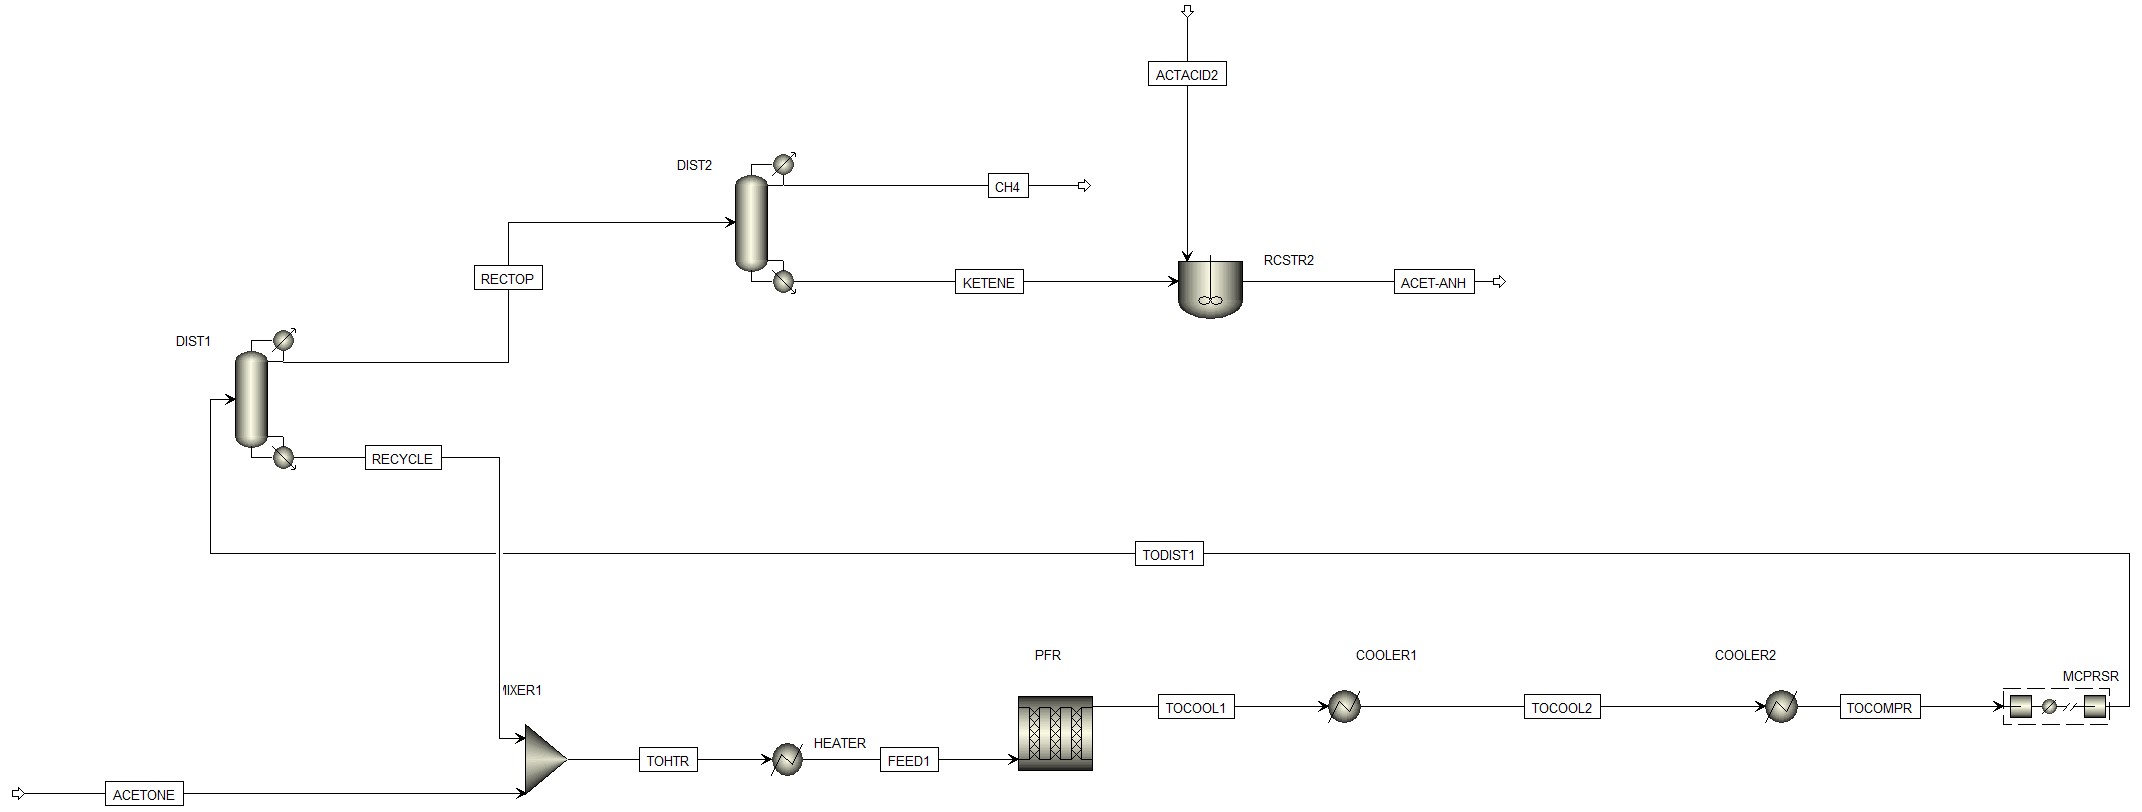 ACTACID2
DIST2
CH4
RCSTR2
RECTOP
KETENE
ACET-ANH
DIST1
RECYCLE
TODIST1
PFR
COOLER1
COOLER2
MCPRSR
IXER1
TOCOOL1
TOCOOL2
TOCOMPR
HEATER
TOHTR
FEED1
ACETONE